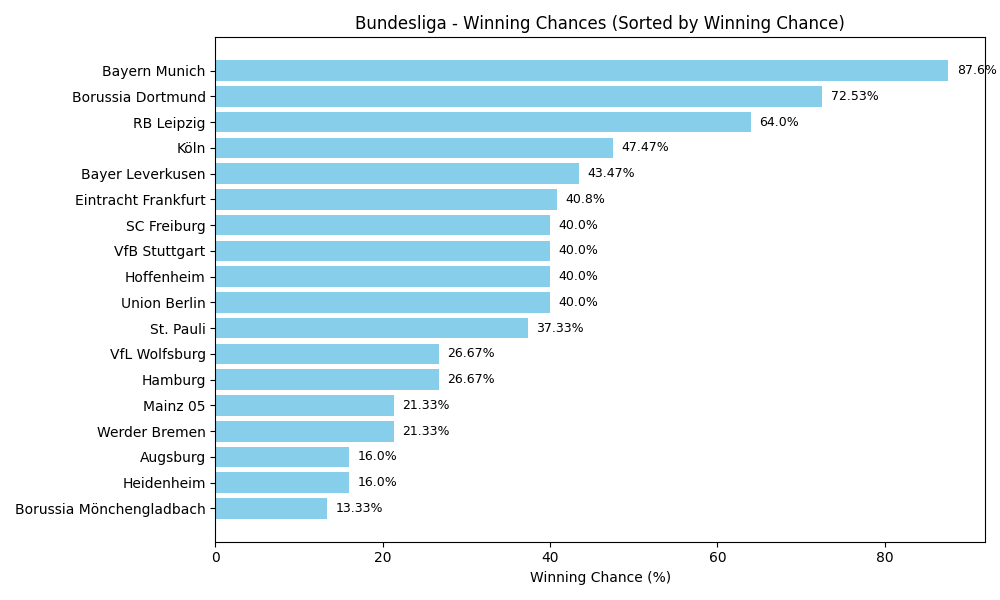 Bundesliga - Winning Chances (Sorted by Winning Chance)
Bayern Munich 87.6%
Borussia Dortmund 72.53%
RB Leipzig 64.0%
Köln 47.47%
Bayer Leverkusen 43.47%
Eintracht Frankfurt 40.8%
SC Freiburg 40.0%
VfB Stuttgart 40.0%
Hoffenheim 40.0%
Union Berlin 40.0%
St. Pauli 37.33%
VfL Wolfsburg 26.67%
Hamburg 26.67%
Mainz 05 21.33%
Werder Bremen 21.33%
Augsburg 16.0%
Heidenheim 16.0%
Borussia Mönchengladbach 13.33%
0 20 40 60 80
Winning Chance (%)